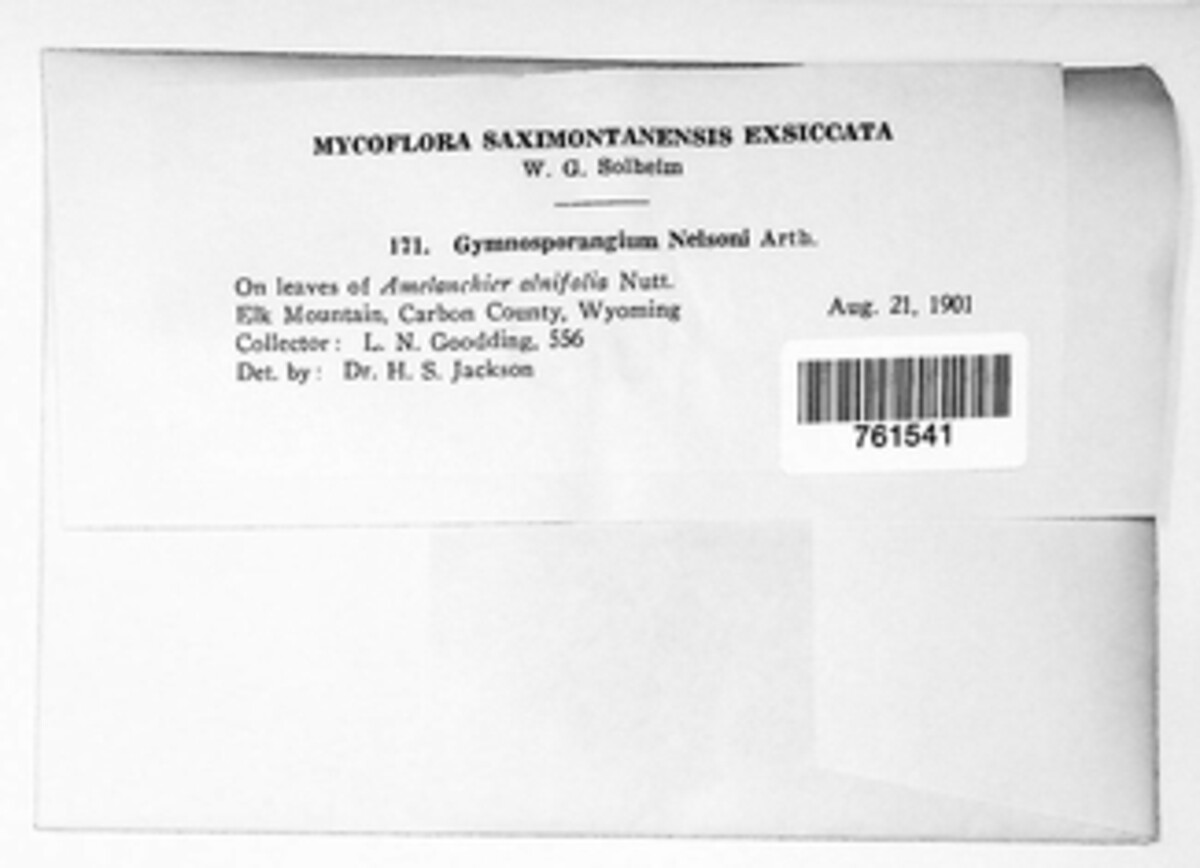 MYCOFLORA SAXIMONTANENSIS EXSICCATA
W. G. Solheim
171. Gymnosporangium Nelsoni Arth.
On leaves of Amelanchier alnifolia Nutt.
Elk Mountain, Carbon County, Wyoming
Aug. 21, 1901
Collector: L. N. Goodding, 556
Det. by: Dr. H. S. Jackson
761541